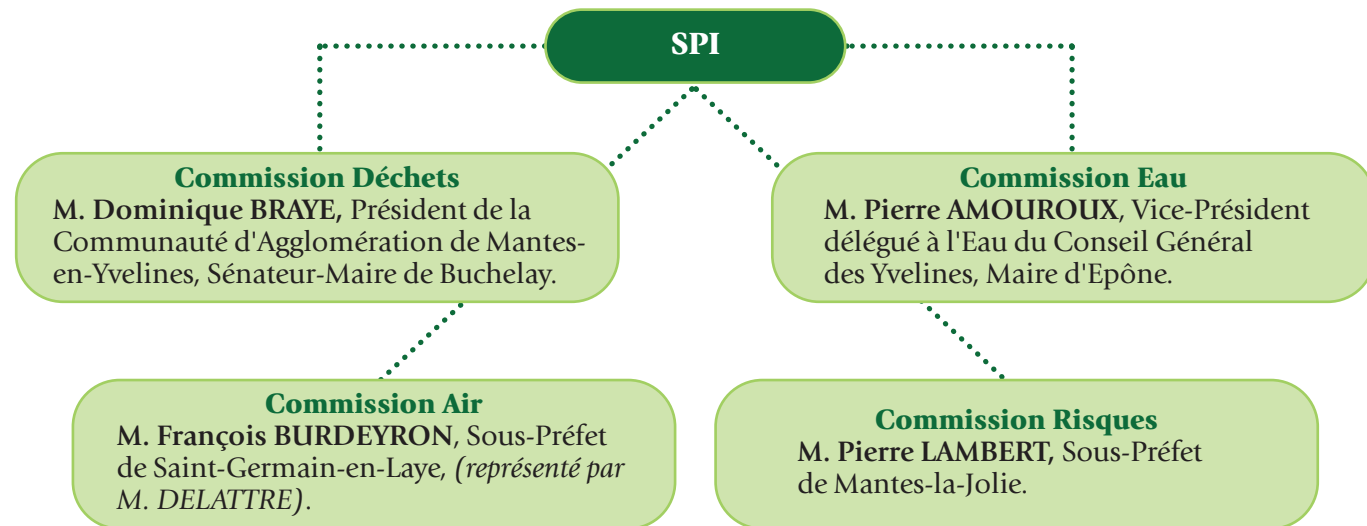 SPI
Commission Déchets
M. Dominique BRAYE, Président de la
Communauté d'Agglomération de Mantes-
en-Yvelines, Sénateur-Maire de Buchelay.
Commission Eau
M. Pierre AMOUROUX, Vice-Président
délégué à l'Eau du Conseil Général
des Yvelines, Maire d'Epône.
Commission Air
M. François BURDEYRON, Sous-Préfet
de Saint-Germain-en-Laye, (représenté par
M. DELATTRE).
Commission Risques
M. Pierre LAMBERT, Sous-Préfet
de Mantes-la-Jolie.